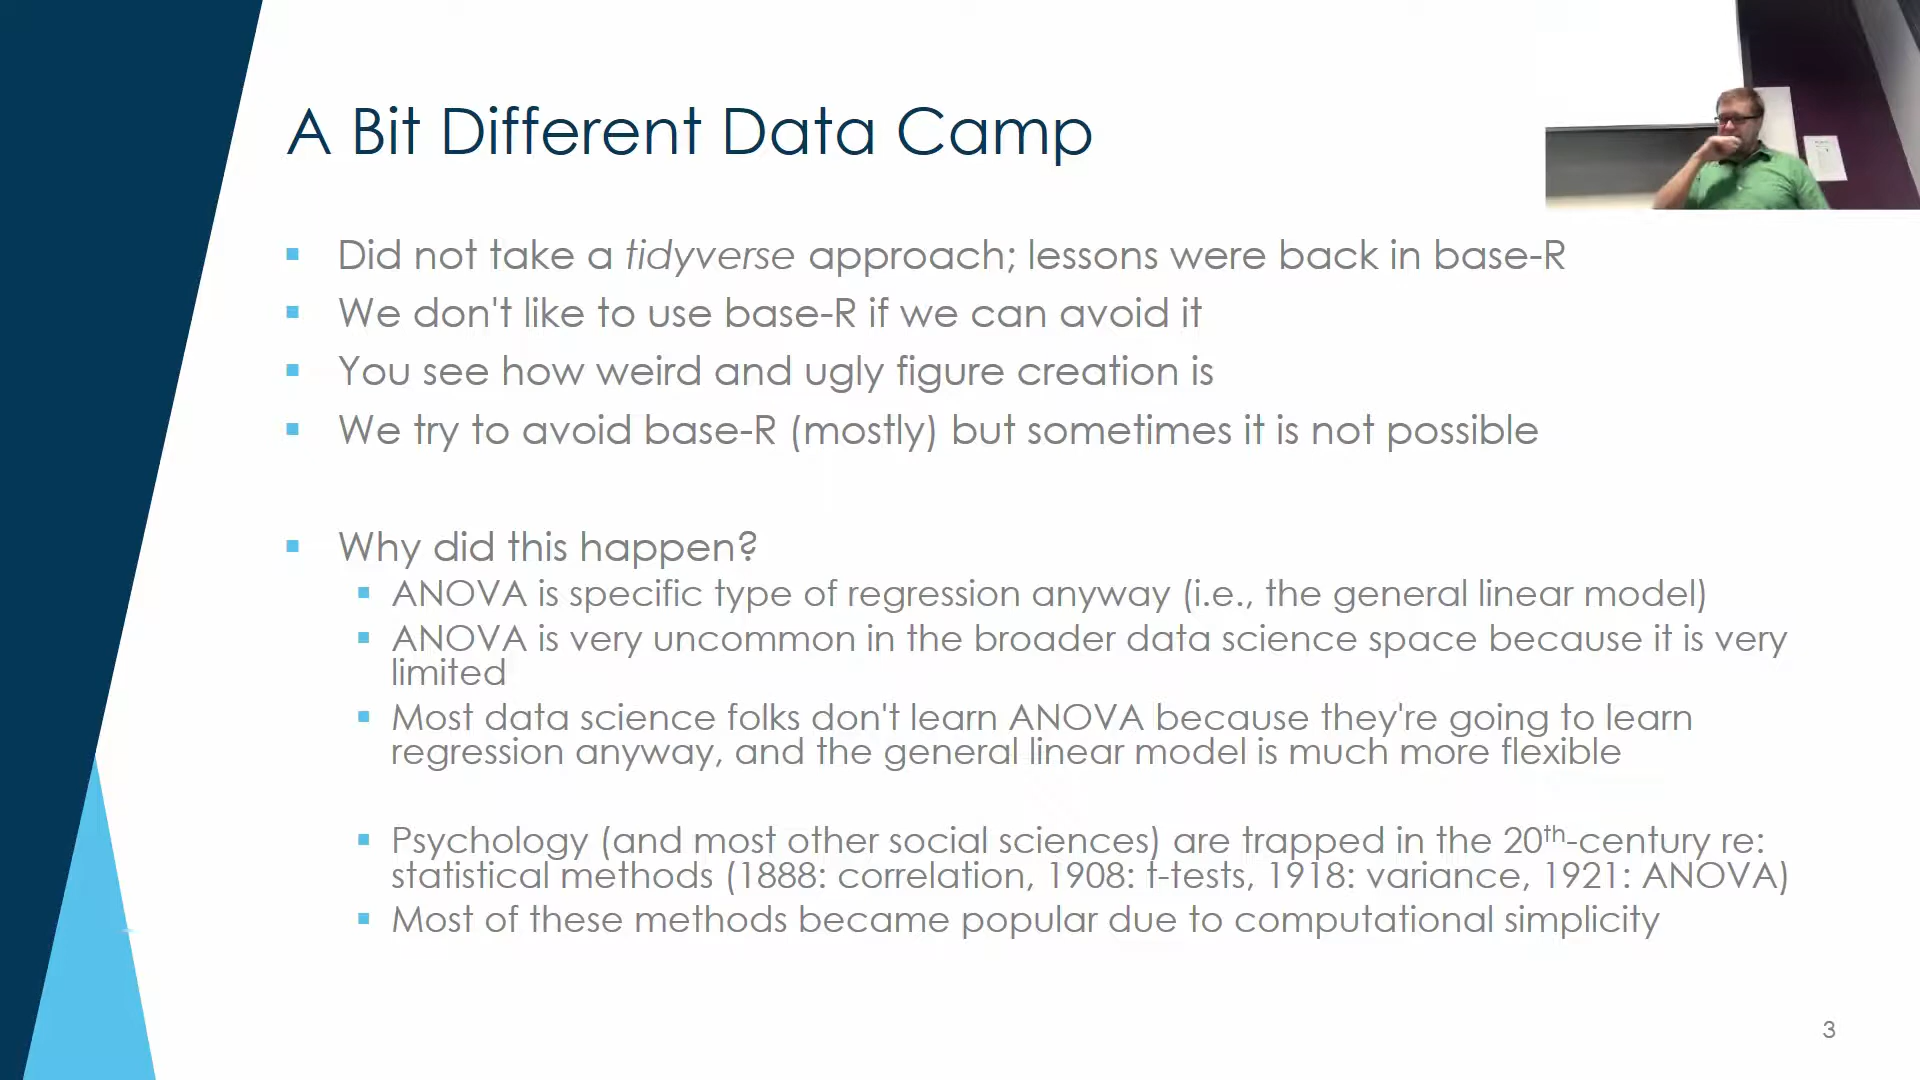 A Bit Different Data Camp
Did not take a tidyverse approach; lessons were back in base-R
We don't like to use base-R if we can avoid it
You see how weird and ugly figure creation is
We try to avoid base-R (mostly) but sometimes it is not possible
Why did this happen?
ANOVA is specific type of regression anyway (i.e., the general linear model)
ANOVA is very uncommon in the broader data science space because it is very
limited
Most data science folks don't learn ANOVA because they're going to learn
regression anyway, and the general linear model is much more flexible
Psychology (and most other social sciences) are trapped in the 20th-century re:
statistical methods (1888: correlation, 1908: t-tests, 1918: variance, 1921: ANOVA)
Most of these methods became popular due to computational simplicity
3